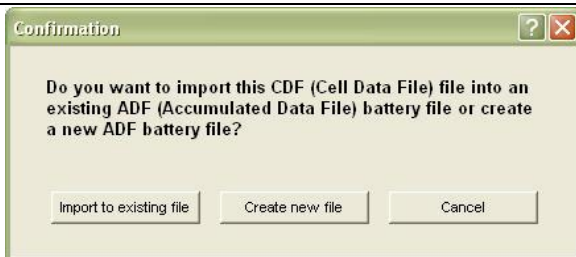 Confirmation
Do you want to import this CDF (Cell Data File) file into an
existing ADF (Accumulated Data File) battery file or create
a new ADF battery file?
Import to existing file
Create new file
Cancel